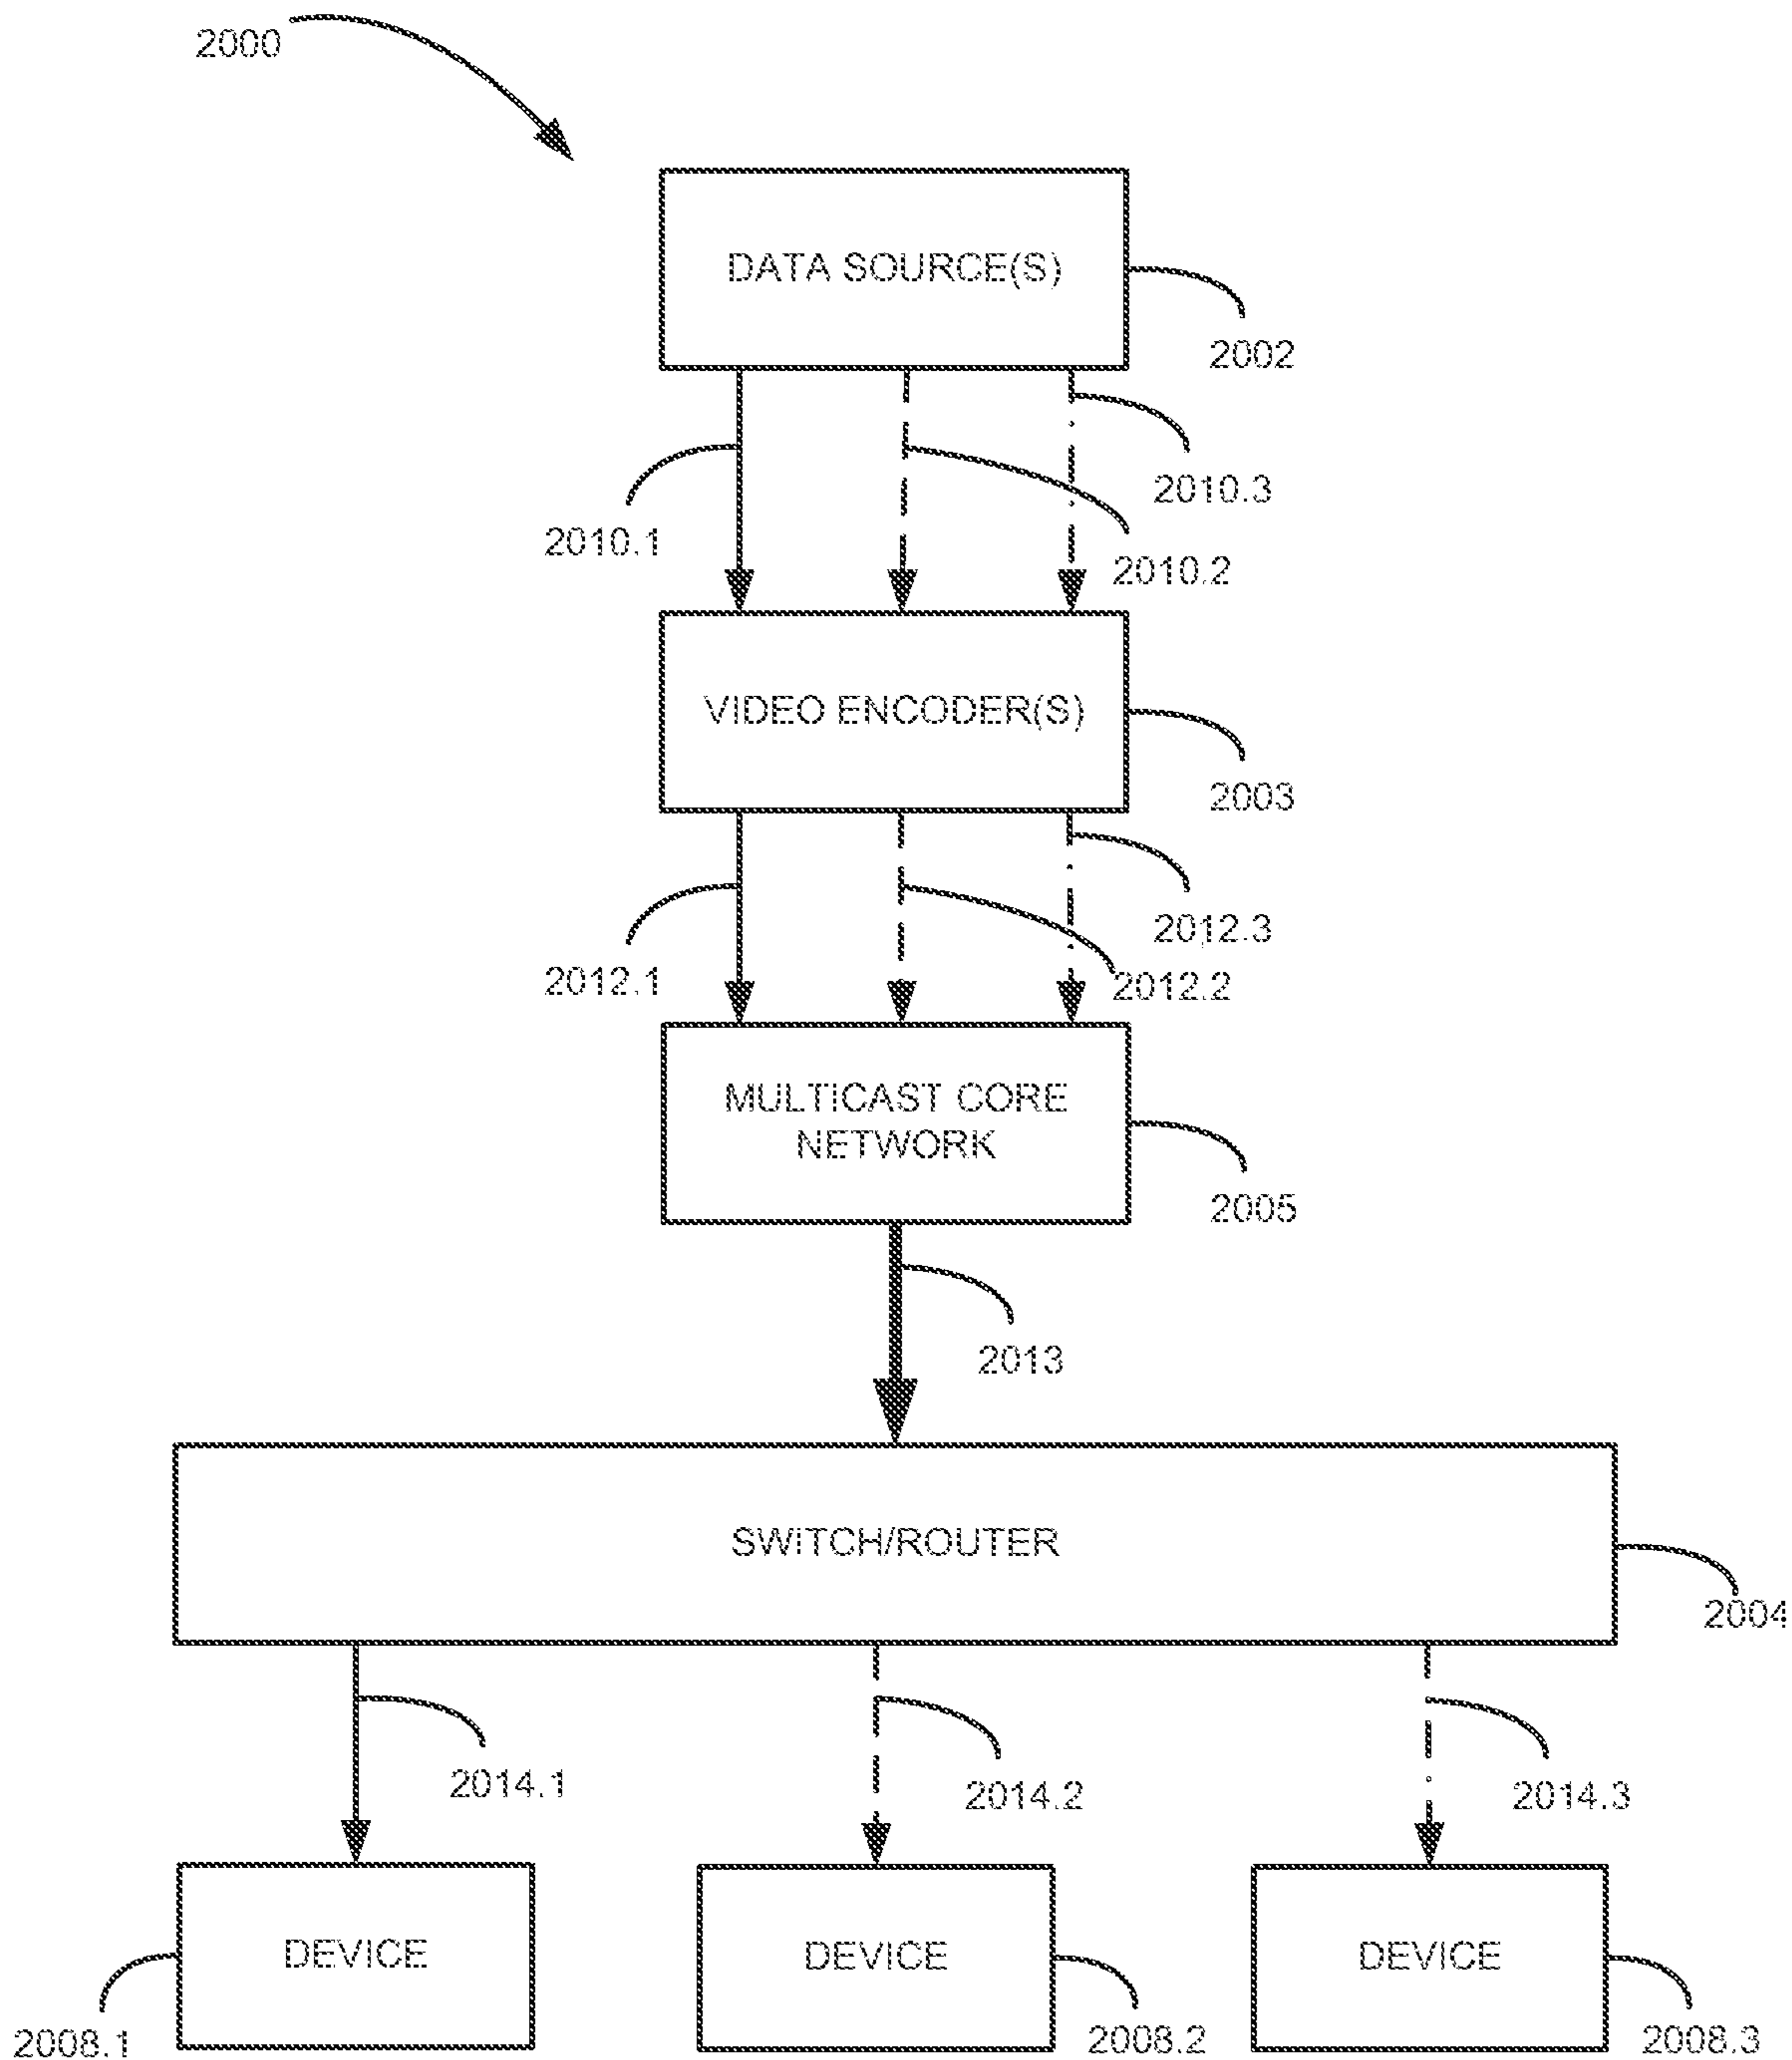 2000
DATA SOURCE(S)
2002
2010.3
2010.1
2010.2
VIDEO ENCODER(S)
2003
2012.3
2012.1
2012.2
MULTICAST CORE
NETWORK
2005
2013
SWITCH/ROUTER
2004
2014.1
2014.2
2014.3
DEVICE
DEVICE
DEVICE
2008.1
2008.2
2008.3